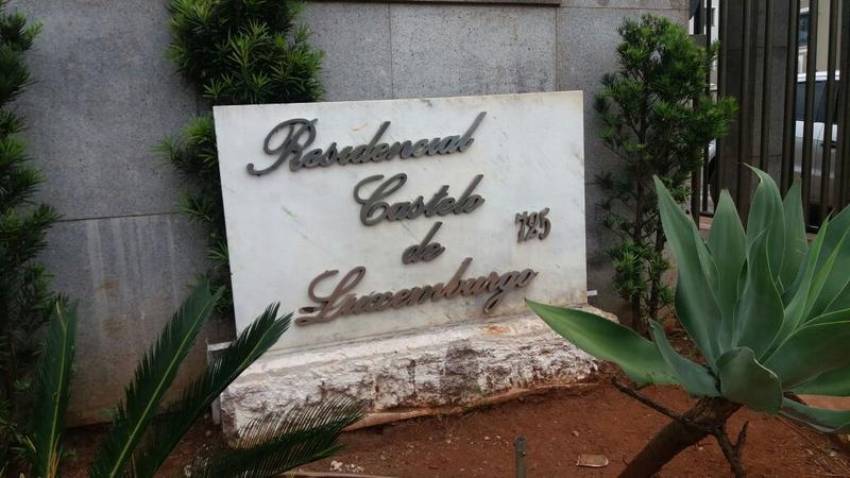 Residencial
Castelo
725
de
Luxemburgo